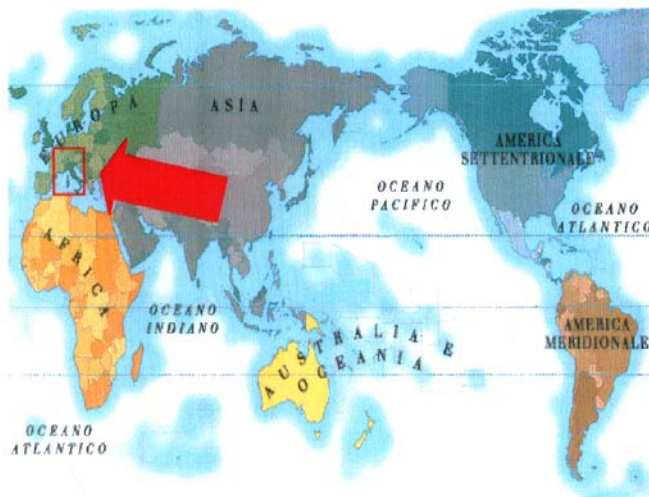 EUROPA
ASIA
AMERICA
SETTENTRIONALE
OCEANO
PACIFICO
OCEANO
ATLANTICO
AFRICA
OCEANO
INDIANO
AUSTRALIA E
OCEANIA
AMERICA
MERIDIONALE
OCEANO
ATLANTICO